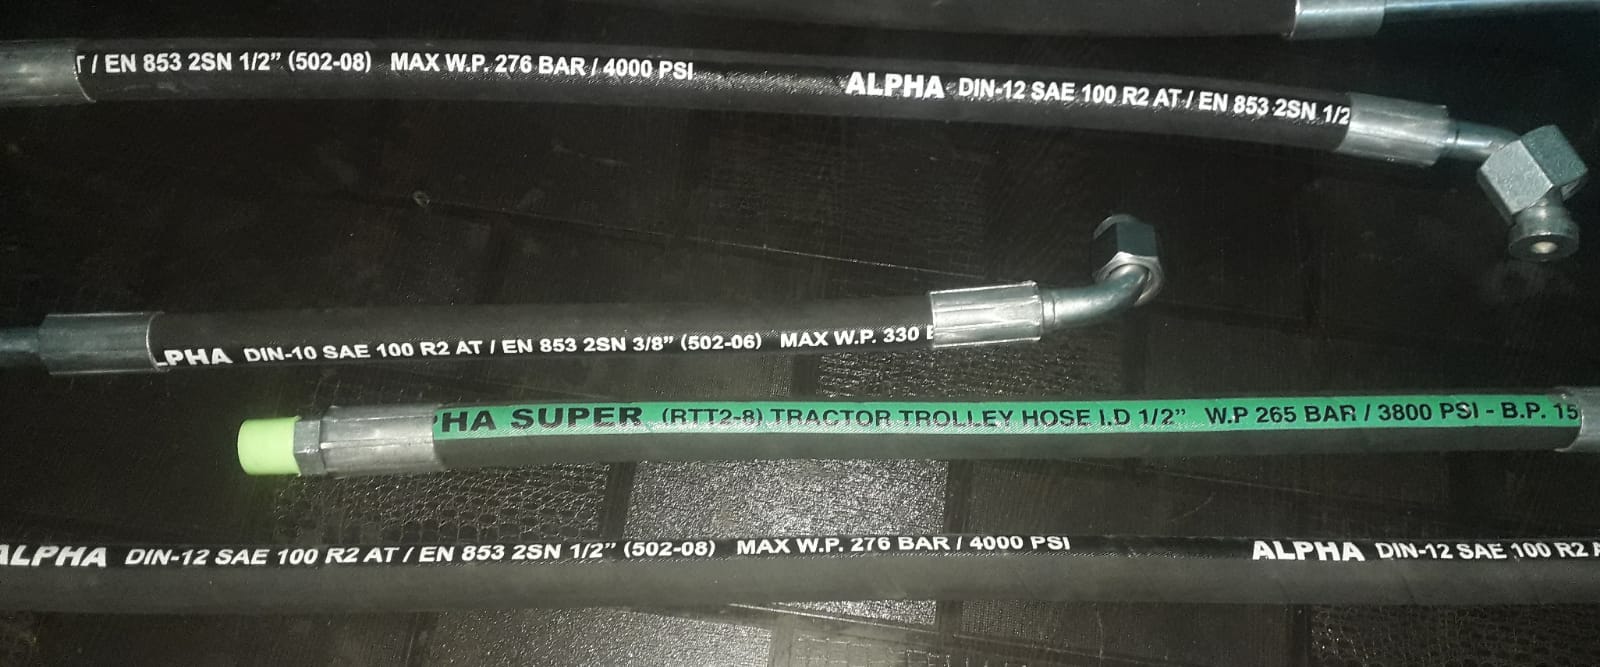 T / EN 853 2SN 1/2” (502-08) MAX W.P. 276 BAR / 4000 PSI ALPHA DIN-12 SAE 100 R2 AT / EN 853 2SN 1/2
LPHA DIN-10 SAE 100 R2 AT / EN 853 2SN 3/8” (502-06) MAX W.P. 330 B
PHA SUPER (RTT2-8) TRACTOR TROLLEY HOSE I.D 1/2” W.P 265 BAR / 3800 PSI - B.P. 15
ALPHA DIN-12 SAE 100 R2 AT / EN 853 2SN 1/2” (502-08) MAX W.P. 276 BAR / 4000 PSI ALPHA DIN-12 SAE 100 R2 A